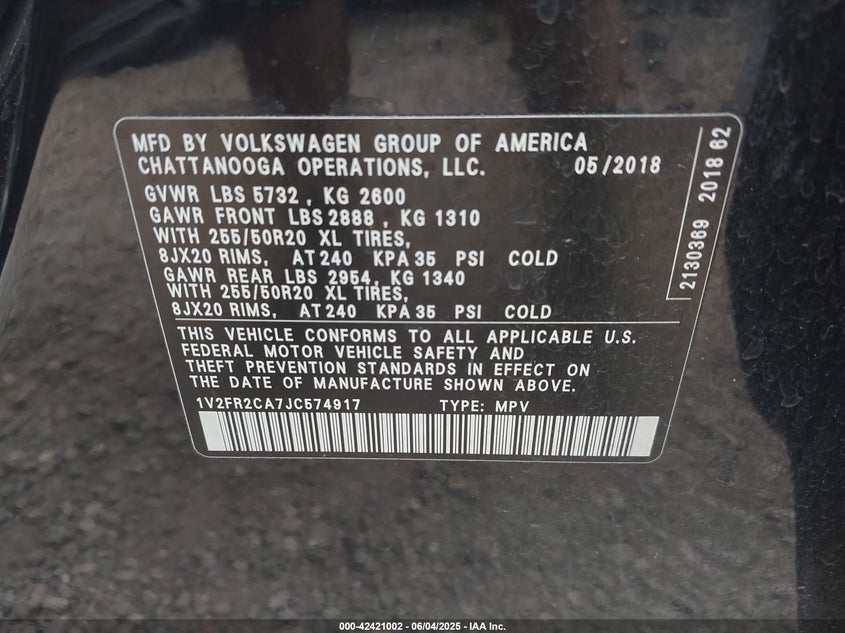 MFD BY VOLKSWAGEN GROUP OF AMERICA
CHATTANOOGA OPERATIONS, LLC. 05/2018
GVWR LBS 5732 , KG 2600
GAWR FRONT LBS 2888 , KG 1310
WITH 255/50R20 XL TIRES,
8JX20 RIMS, AT 240 KPA 35 PSI COLD
GAWR REAR LBS 2954, KG 1340
WITH 255/50R20 XL TIRES,
8JX20 RIMS, AT 240 KPA 35 PSI COLD
THIS VEHICLE CONFORMS TO ALL APPLICABLE U.S.
FEDERAL MOTOR VEHICLE SAFETY AND
THEFT PREVENTION STANDARDS IN EFFECT ON
THE DATE OF MANUFACTURE SHOWN ABOVE.
1V2FR2CA7JC574917 TYPE: MPV
2130369 2018 62
000-42421002 - 06/04/2025 - IAA Inc.